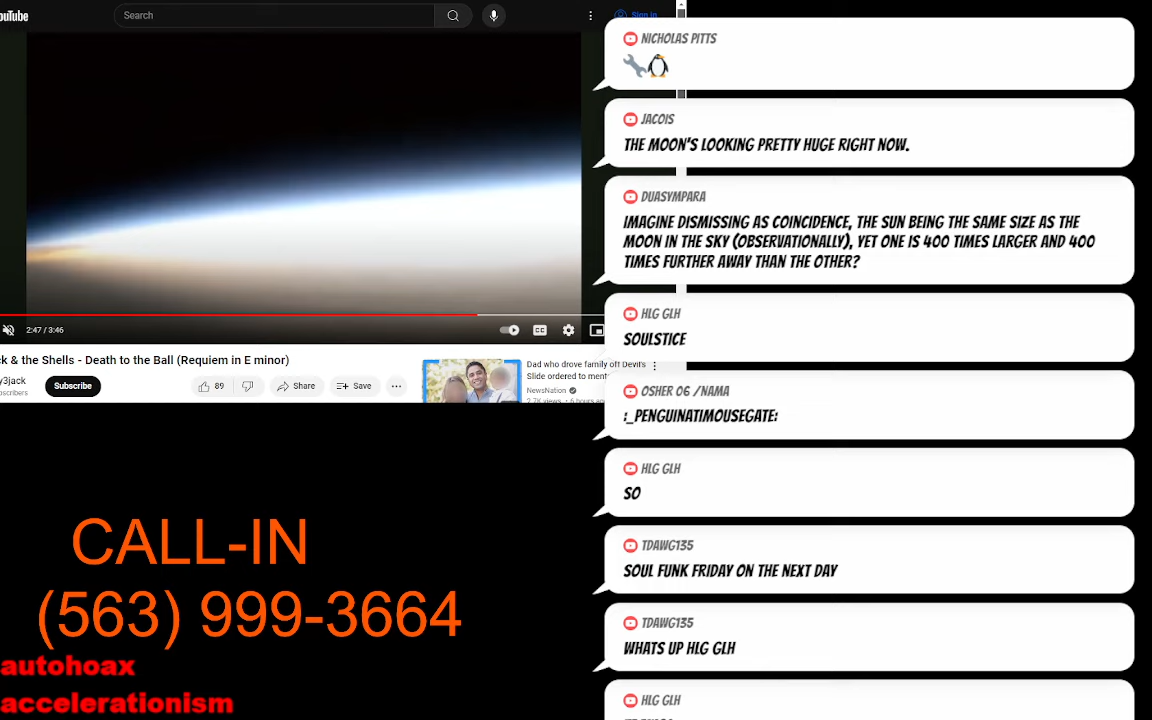 Search
Sign in
2:47 / 3:46
CC
k & the Shells - Death to the Ball (Requiem in E minor)
y3jack
Subscribe
89
Share
Save
Dad who drove family off Devil's
Slide ordered to
NewsNation
NICHOLAS PITTS
JACOIS
THE MOON'S LOOKING PRETTY HUGE RIGHT NOW.
DUASYMPARA
IMAGINE DISMISSING AS COINCIDENCE, THE SUN BEING THE SAME SIZE AS THE
MOON IN THE SKY (OBSERVATIONALLY), YET ONE IS 400 TIMES LARGER AND 400
TIMES FURTHER AWAY THAN THE OTHER?
HLG GLH
SOULSTICE
OSHER 06 /NAMA
:_PENGUINATIMOUSEGATE:
HLG GLH
SO
TDAWG135
SOUL FUNK FRIDAY ON THE NEXT DAY
TDAWG135
WHATS UP HLG GLH
HLG GLH
CALL-IN
(563) 999-3664
autohoax
accelerationism